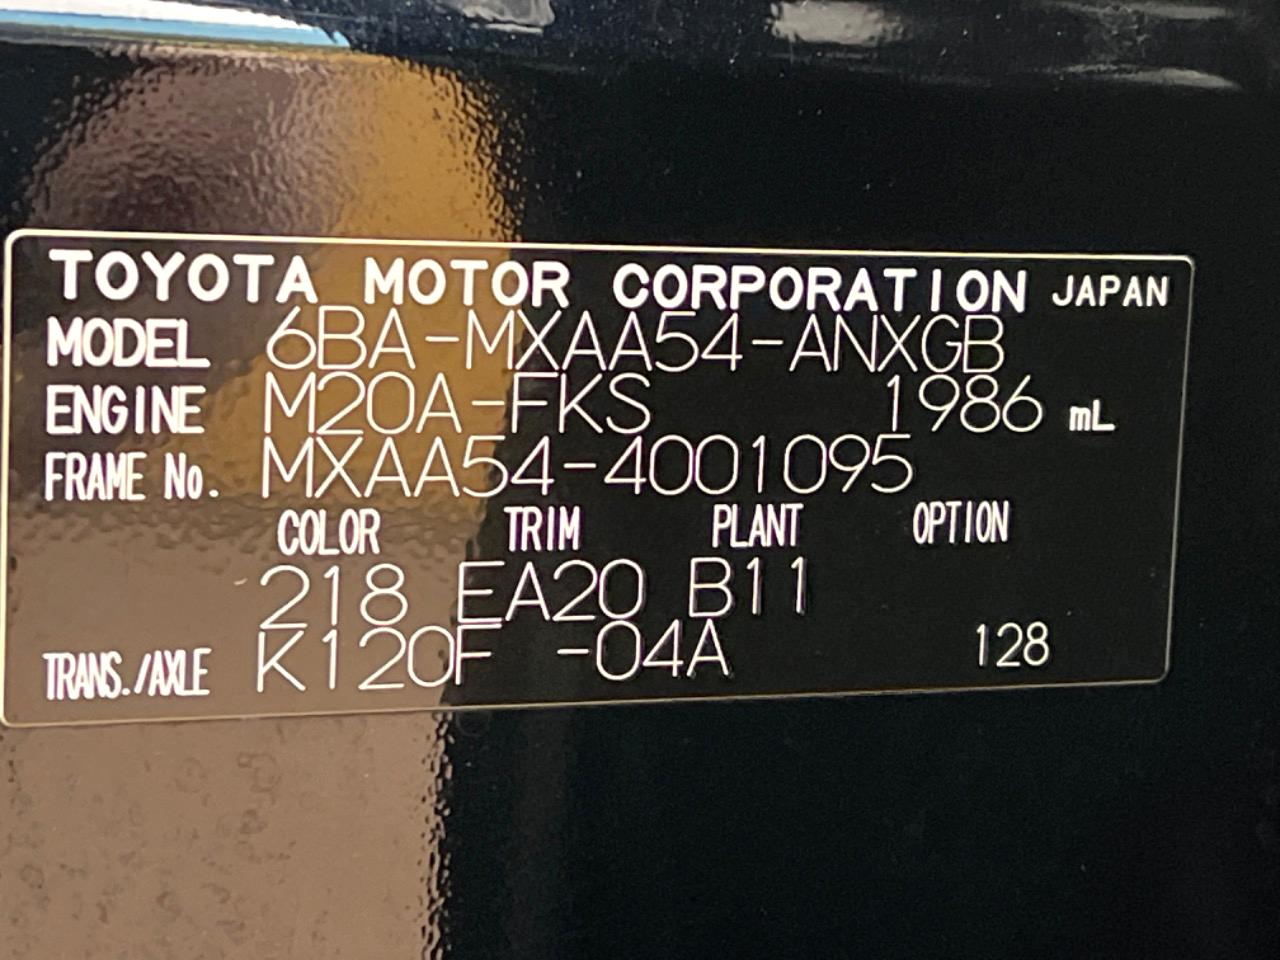 TOYOTA MOTOR CORPORATION JAPAN
MODEL 6BA-MXAA54-ANXGB
ENGINE M20A-FKS 1986 mL
FRAME No. MXAA54-4001095
COLOR TRIM PLANT OPTION
218 EA20 B11
TRANS./AXLE K120F -04A 128